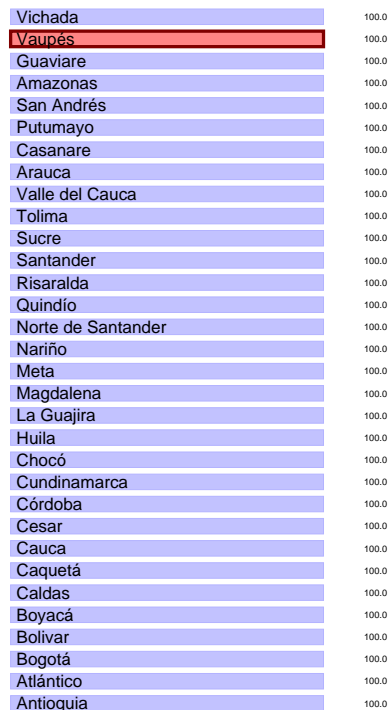 Vichada 100.0
Vaupés 100.0
Guaviare 100.0
Amazonas 100.0
San Andrés 100.0
Putumayo 100.0
Casanare 100.0
Arauca 100.0
Valle del Cauca 100.0
Tolima 100.0
Sucre 100.0
Santander 100.0
Risaralda 100.0
Quindío 100.0
Norte de Santander 100.0
Nariño 100.0
Meta 100.0
Magdalena 100.0
La Guajira 100.0
Huila 100.0
Chocó 100.0
Cundinamarca 100.0
Córdoba 100.0
Cesar 100.0
Cauca 100.0
Caquetá 100.0
Caldas 100.0
Boyacá 100.0
Bolivar 100.0
Bogotá 100.0
Atlántico 100.0
Antioquia 100.0